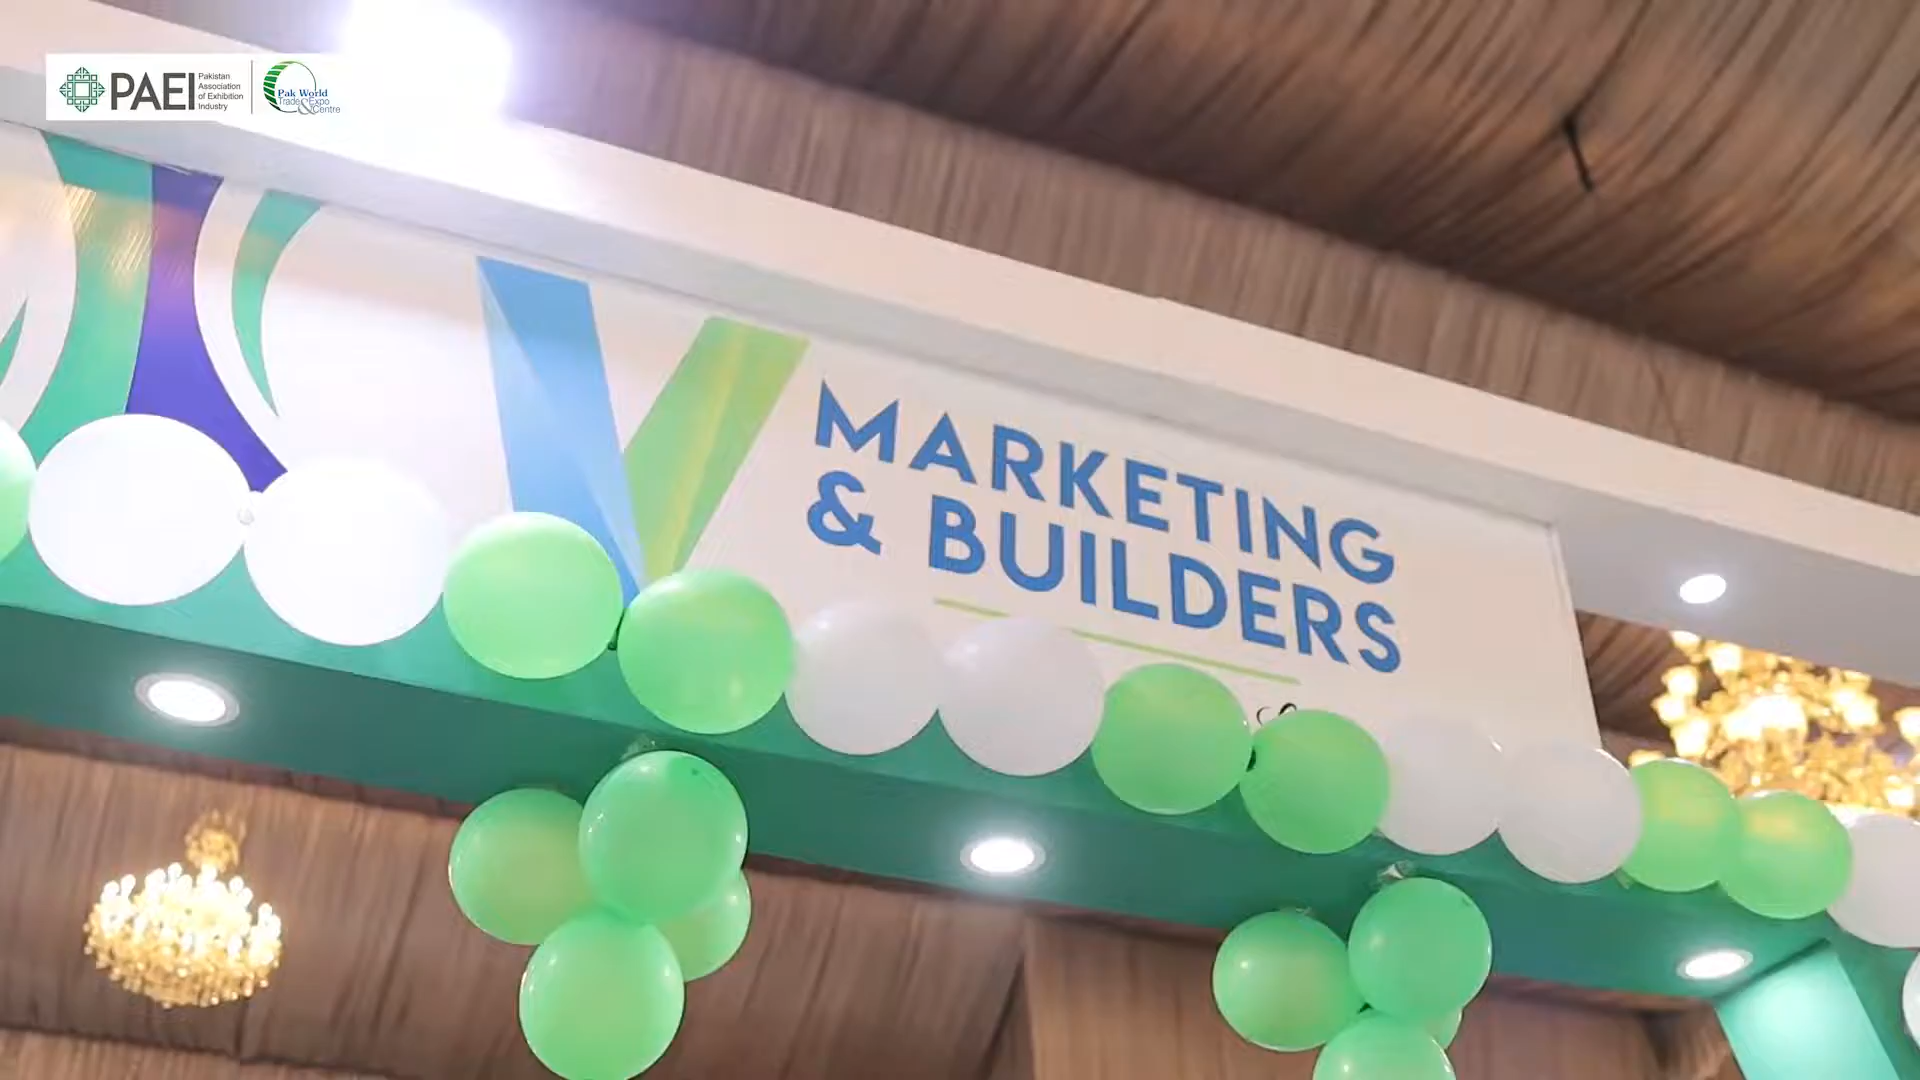 PAEI
Pakistan
Association
of Exhibition
Industry
Pak World
Trade & Expo
Centre
V
MARKETING
& BUILDERS